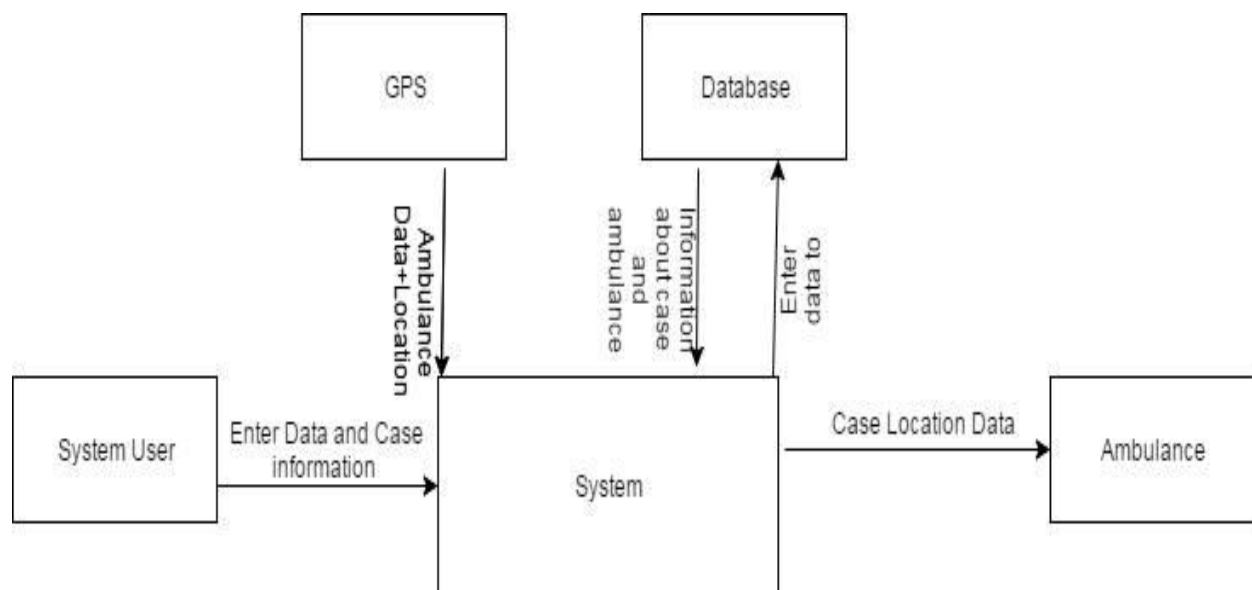 GPS
Database
Ambulance
Data+Location
Information
about case
and
ambulance
Enter
data to
System User
Enter Data and Case
information
System
Case Location Data
Ambulance